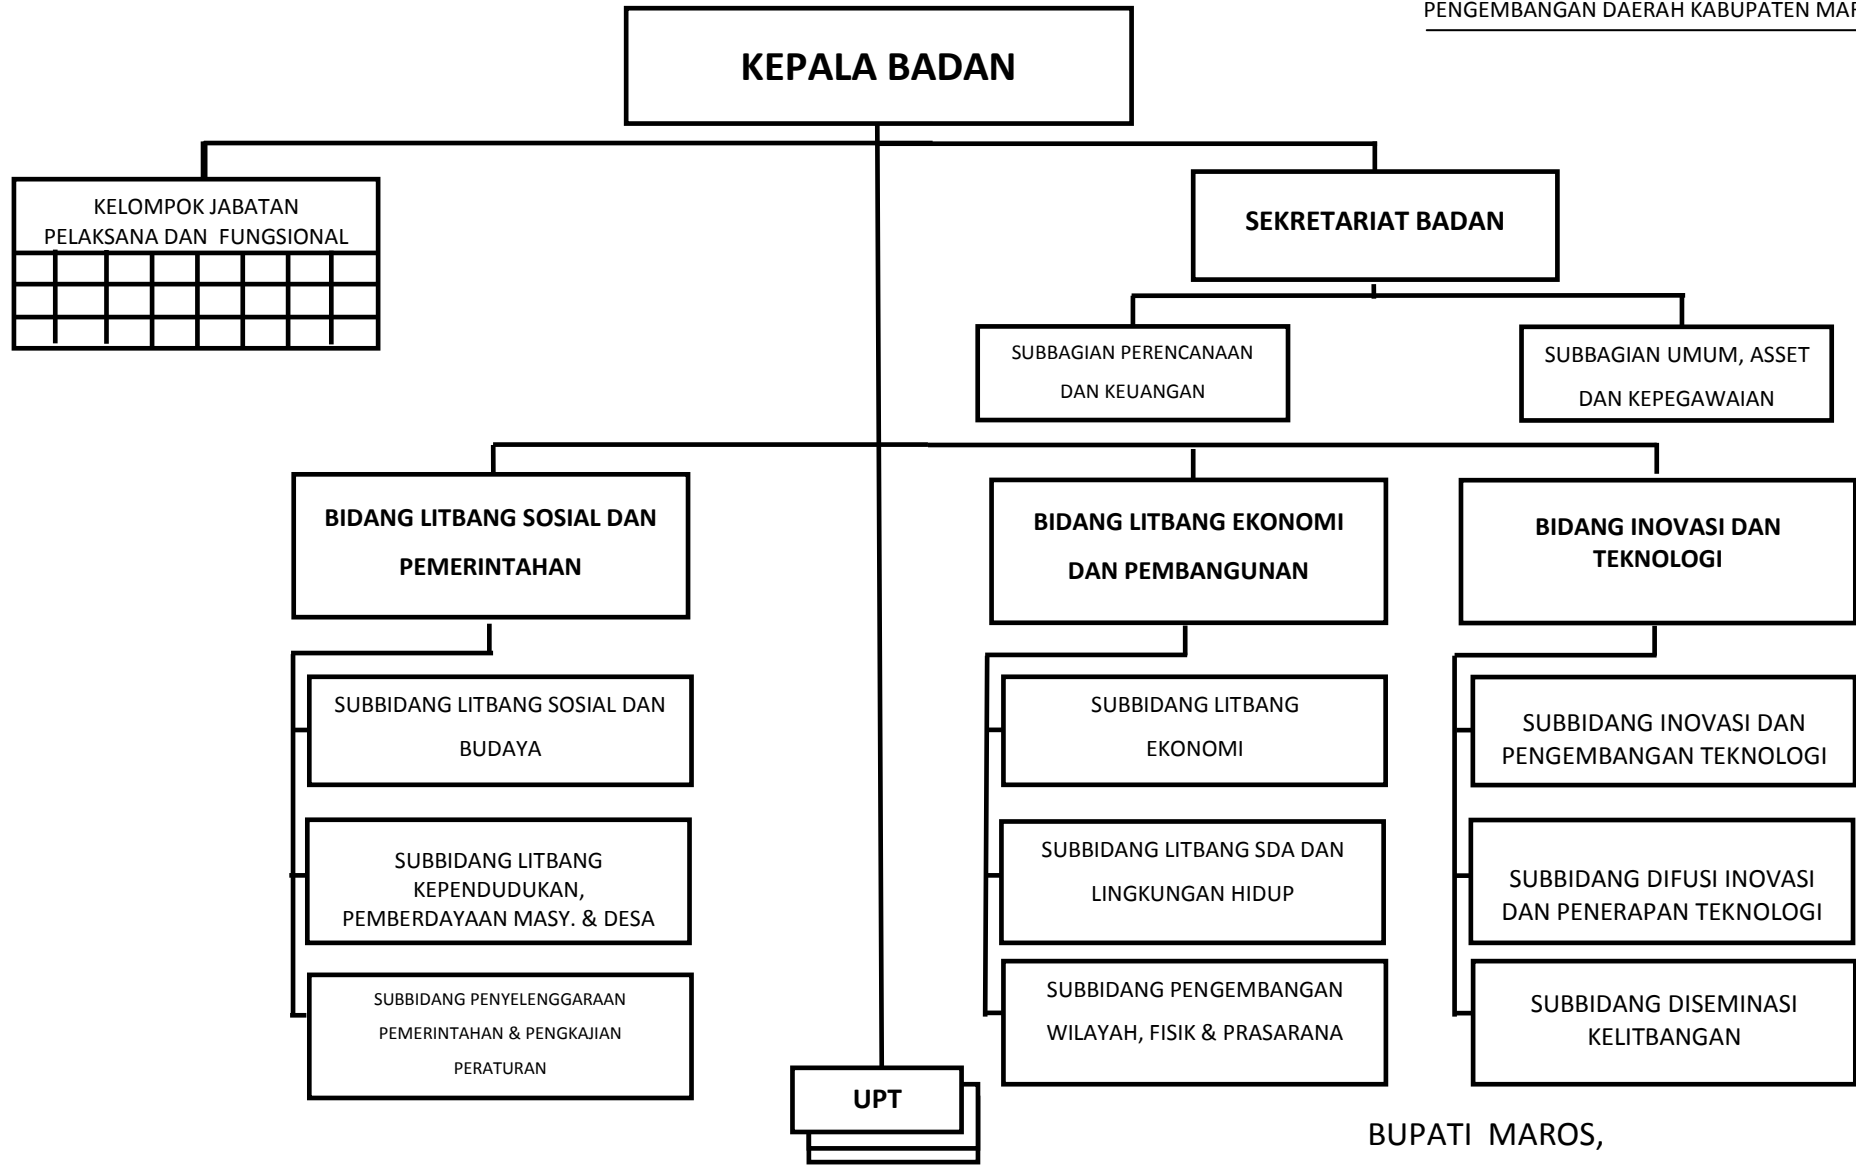 PENGEMBANGAN DAERAH KABUPATEN
KEPALA BADAN
KELOMPOK JABATAN
PELAKSANA DAN FUNGSIONAL
SEKRETARIAT BADAN
SUBBAGIAN PERENCANAAN
DAN KEUANGAN
SUBBAGIAN UMUM, ASSET
DAN KEPEGAWAIAN
BIDANG LITBANG SOSIAL DAN
PEMERINTAHAN
BIDANG LITBANG EKONOMI
DAN PEMBANGUNAN
BIDANG INOVASI DAN
TEKNOLOGI
SUBBIDANG LITBANG SOSIAL DAN
BUDAYA
SUBBIDANG LITBANG
KEPENDUDUKAN,
PEMBERDAYAAN MASY. & DESA
SUBBIDANG PENYELENGGARAAN
PEMERINTAHAN & PENGKAJIAN
PERATURAN
SUBBIDANG LITBANG
EKONOMI
SUBBIDANG LITBANG SDA DAN
LINGKUNGAN HIDUP
SUBBIDANG PENGEMBANGAN
WILAYAH, FISIK & PRASARANA
SUBBIDANG INOVASI DAN
PENGEMBANGAN TEKNOLOGI
SUBBIDANG DIFUSI INOVASI
DAN PENERAPAN TEKNOLOGI
SUBBIDANG DISEMINASI
KELITBANGAN
UPT
BUPATI MAROS,